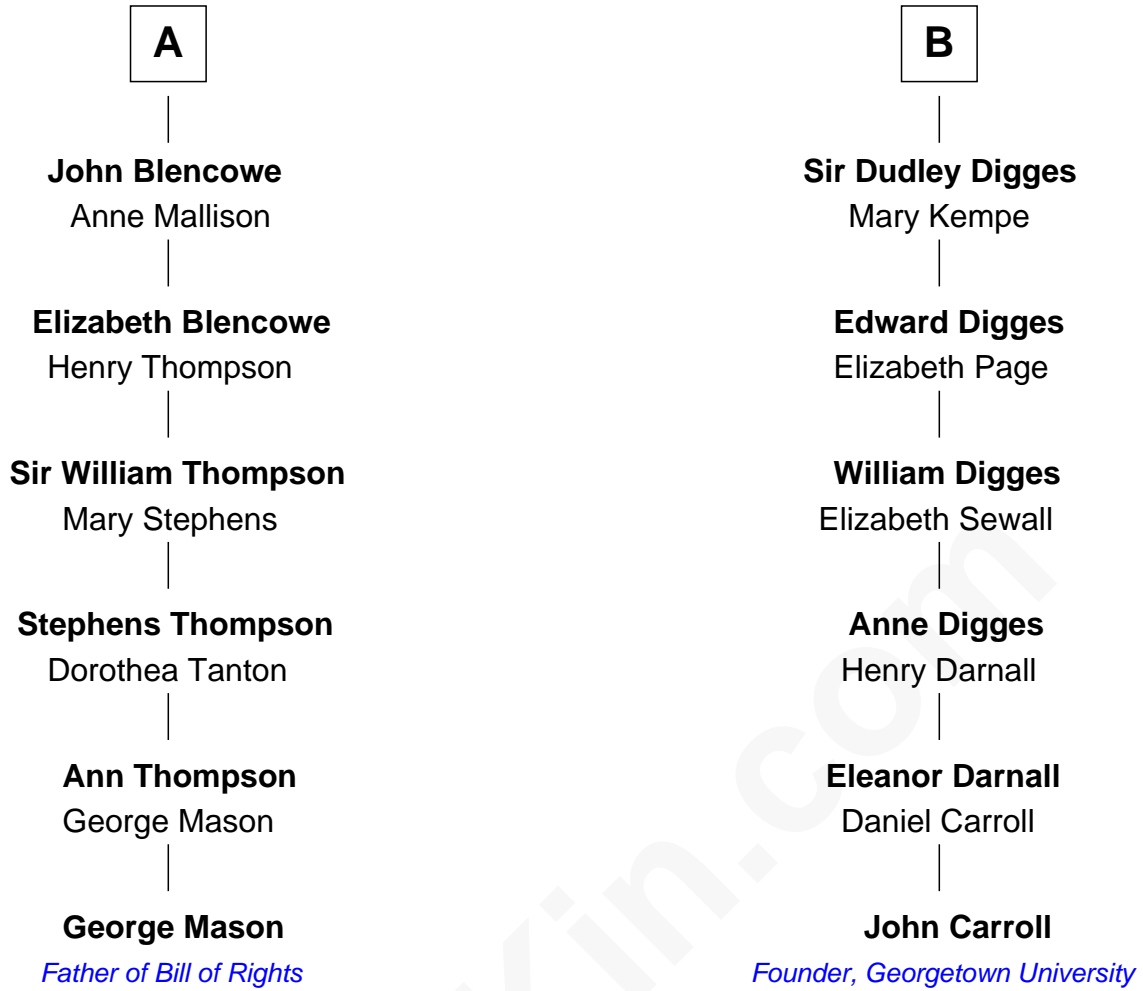 A
John Blencowe
Anne Mallison
Elizabeth Blencowe
Henry Thompson
Sir William Thompson
Mary Stephens
Stephens Thompson
Dorothea Tanton
Ann Thompson
George Mason
George Mason
Father of Bill of Rights
B
Sir Dudley Digges
Mary Kempe
Edward Digges
Elizabeth Page
William Digges
Elizabeth Sewall
Anne Digges
Henry Darnall
Eleanor Darnall
Daniel Carroll
John Carroll
Founder, Georgetown University
Kin.com